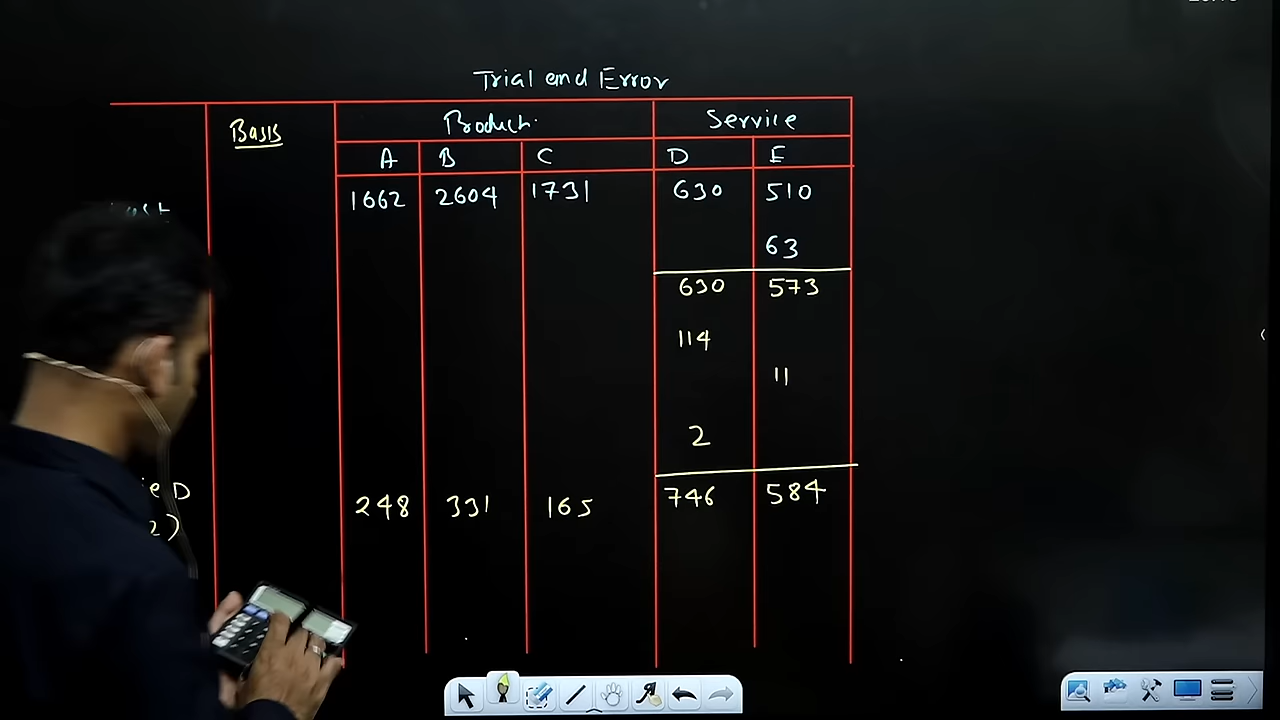 Trial and Error
Basis
Product
Service
A B C D E
1662 2604 1731 630 510
63
630 573
114
11
2
746 584
D
248 331 165
2)